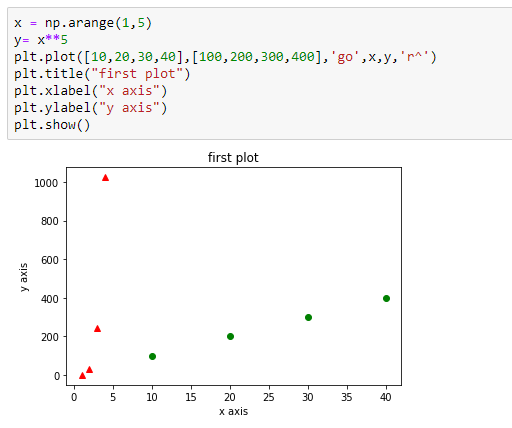 x = np.arange(1,5)
y= x**5
plt.plot([10,20,30,40],[100,200,300,400],'go',x,y,'r^')
plt.title("first plot")
plt.xlabel("x axis")
plt.ylabel("y axis")
plt.show()
first plot
1000
800
600
400
200
0
y axis
0 5 10 15 20 25 30 35 40
x axis